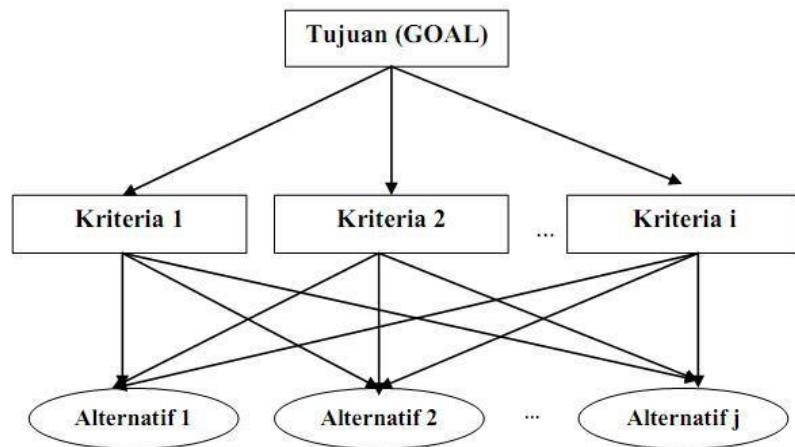 Tujuan (GOAL)
Kriteria 1
Kriteria 2
...
Kriteria i
Alternatif 1
Alternatif 2
...
Alternatif j